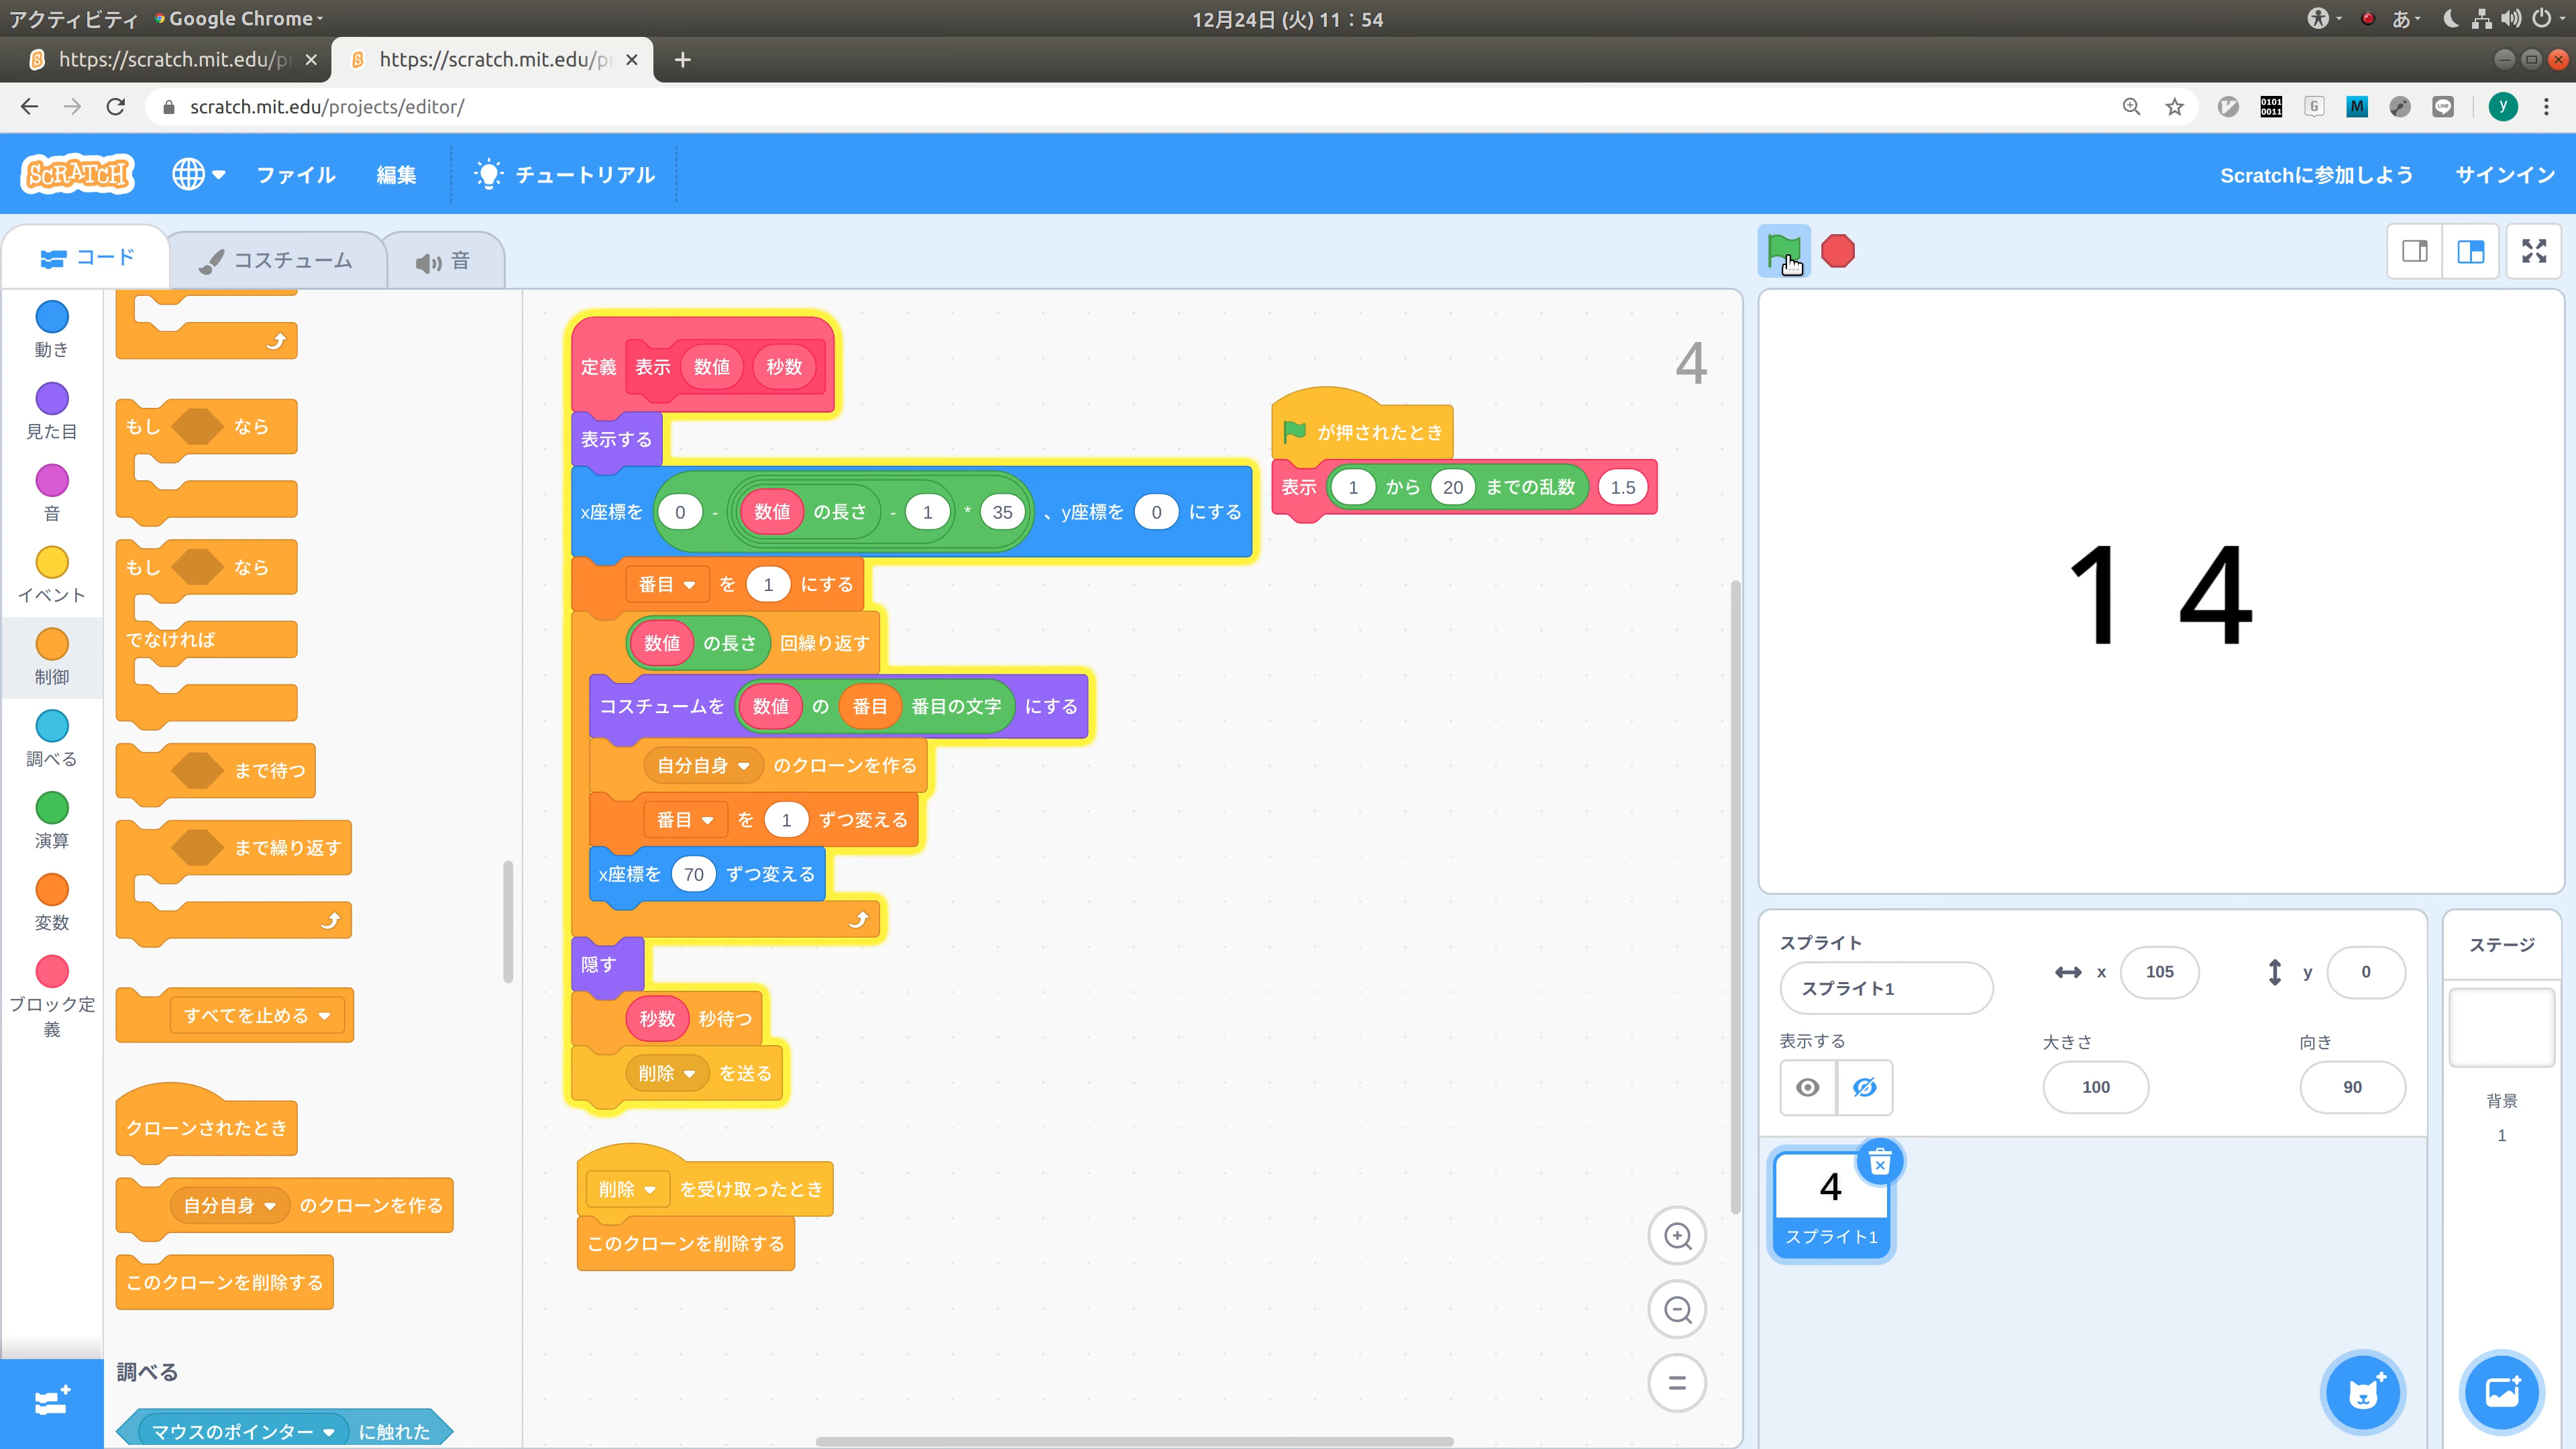 アクティビティ
Google Chrome
12月24日 (火) 11：54
あ
https://scratch.mit.edu/p
https://scratch.mit.edu/p
scratch.mit.edu/projects/editor/
0101
0011
G
M
LINE
y
SCRATCH
ファイル
編集
チュートリアル
Scratchに参加しよう
サインイン
コード
コスチューム
音
動き
見た目
音
イベント
制御
調べる
演算
変数
ブロック定
義
もし なら
もし なら
でなければ
まで待つ
まで繰り返す
すべてを止める
クローンされたとき
自分自身 のクローンを作る
このクローンを削除する
調べる
マウスのポインター に触れた
定義 表示 数値 秒数
表示する
x座標を 0 - 数値 の長さ - 1 * 35 、y座標を 0 にする
番目 を 1 にする
数値 の長さ 回繰り返す
コスチュームを 数値 の 番目 番目の文字 にする
自分自身 のクローンを作る
番目 を 1 ずつ変える
x座標を 70 ずつ変える
隠す
秒数 秒待つ
削除 を送る
削除 を受け取ったとき
このクローンを削除する
4
が押されたとき
表示 1 から 20 までの乱数 1.5
1 4
スプライト
スプライト1
x 105
y 0
表示する
大きさ
100
向き
90
4
スプライト1
ステージ
背景
1